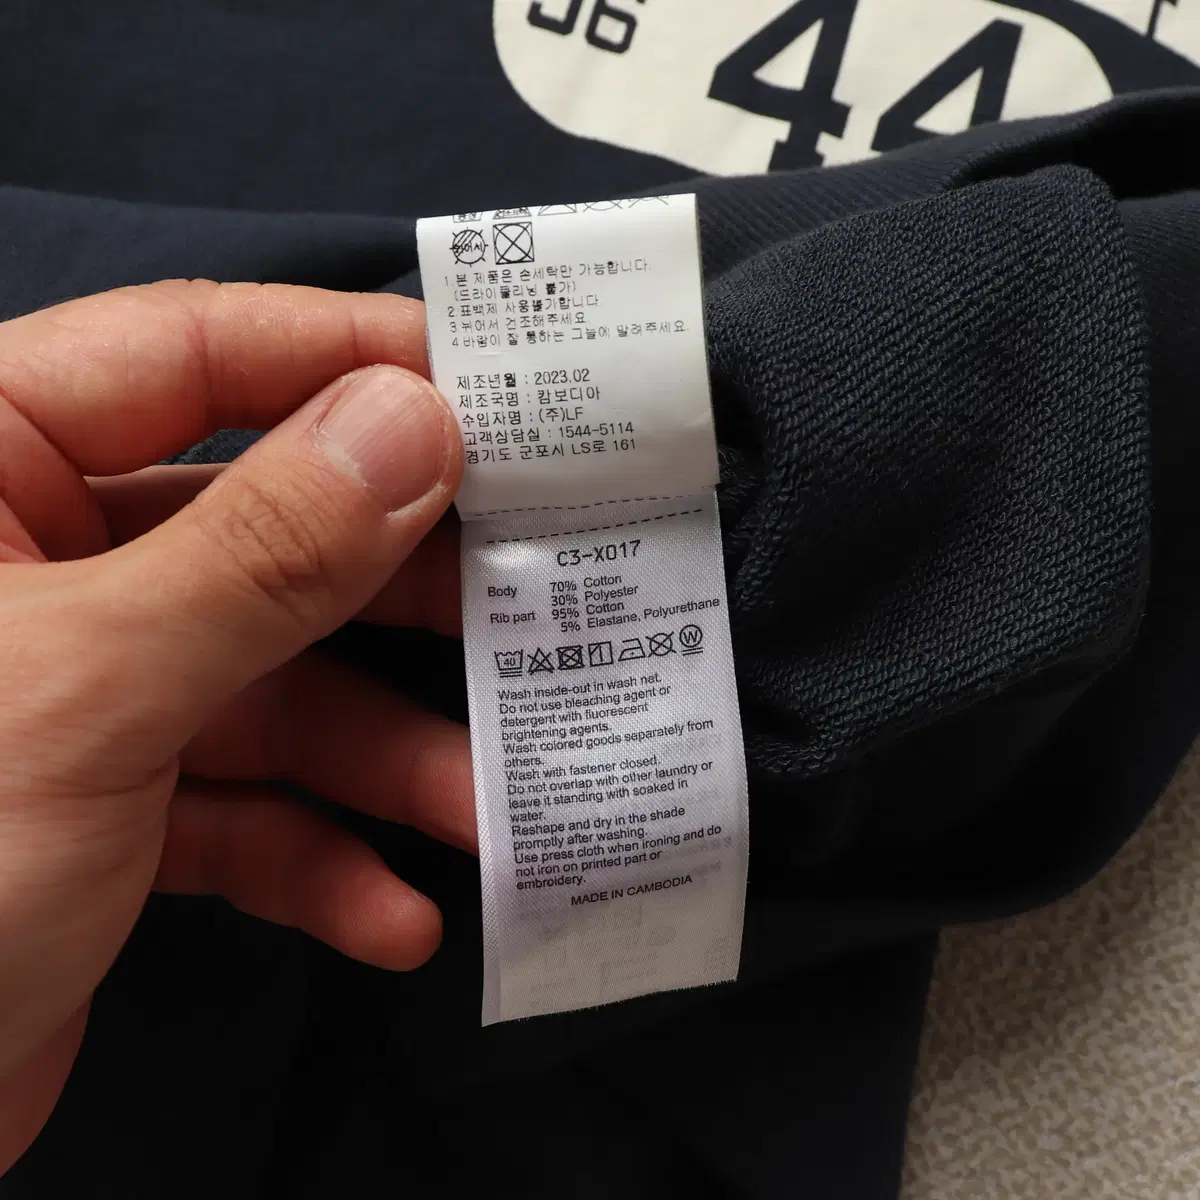 44
1.본 제품은 손세탁만 가능합니다.
(드라이클리닝 불가)
2.표백제 사용불가합니다.
3 뉘어서 건조해주세요.
4 바람이 잘 통하는 그늘에 말려주세요.
제조년월 : 2023.02
제조국명 : 캄보디아
수입자명 : (주)LF
고객상담실 : 1544-5114
경기도 군포시 LS로 161
C3-X017
Body 70% Cotton
30% Polyester
Rib part 95% Cotton
5% Elastane, Polyurethane
40 W
Wash inside-out in wash net.
Do not use bleaching agent or
detergent with fluorescent
brightening agents.
Wash colored goods separately from
others.
Wash with fastener closed.
Do not overlap with other laundry or
leave it standing with soaked in
water.
Reshape and dry in the shade
promptly after washing.
Use press cloth when ironing and do
not iron on printed part or
embroidery.
MADE IN CAMBODIA